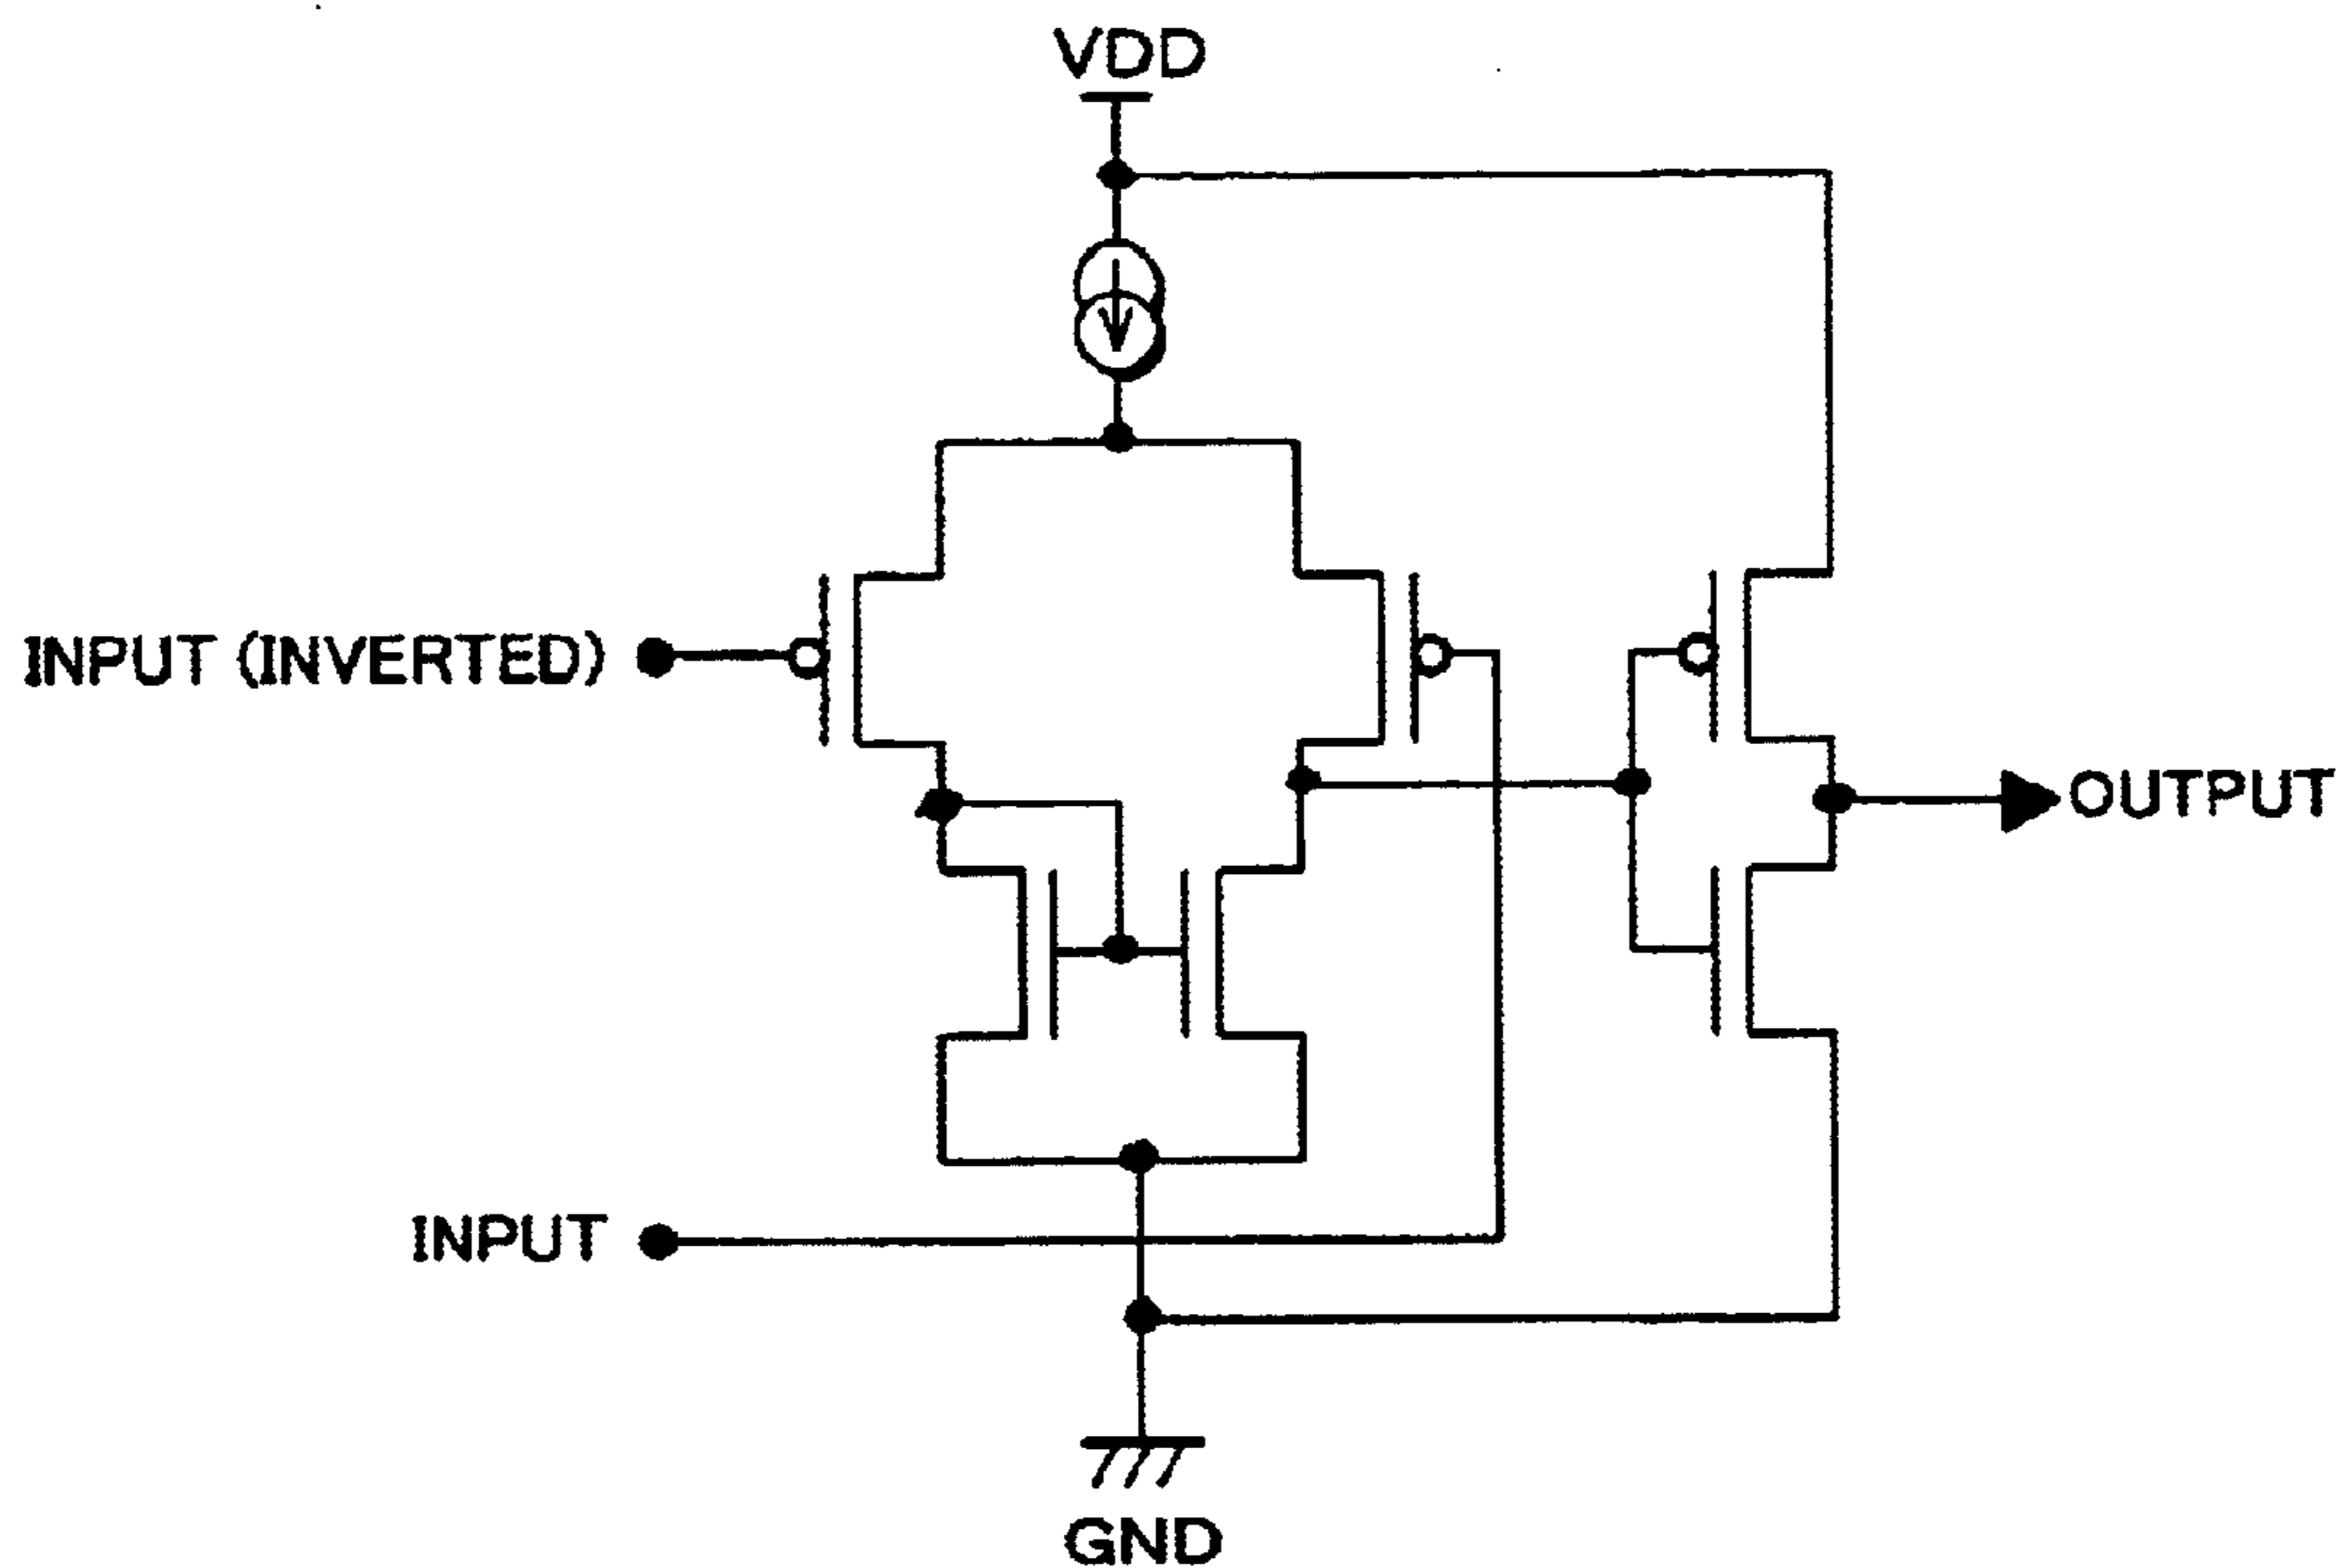 VDD
INPUT (INVERTED)
OUTPUT
INPUT
GND